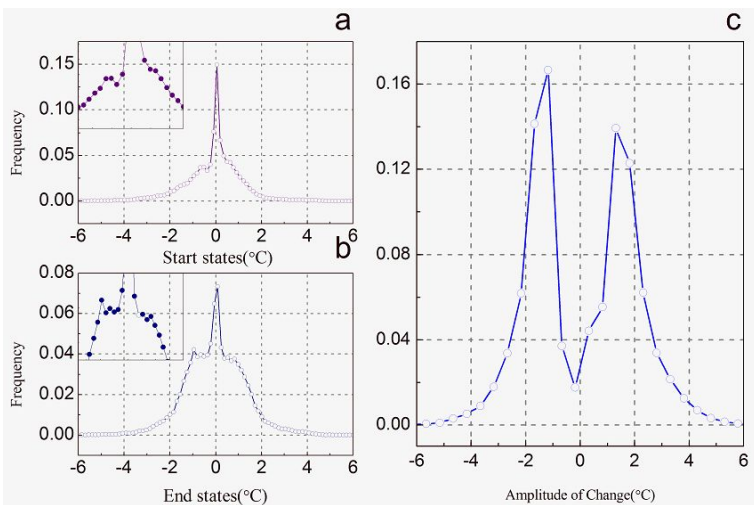 a
0.15
0.10
0.05
0.00
Frequency
-6 -4 -2 0 2 4 6
Start states(°C)
b
0.08
0.06
0.04
0.02
0.00
Frequency
-6 -4 -2 0 2 4 6
End states(°C)
c
0.16
0.12
0.08
0.04
0.00
-6 -4 -2 0 2 4 6
Amplitude of Change(°C)